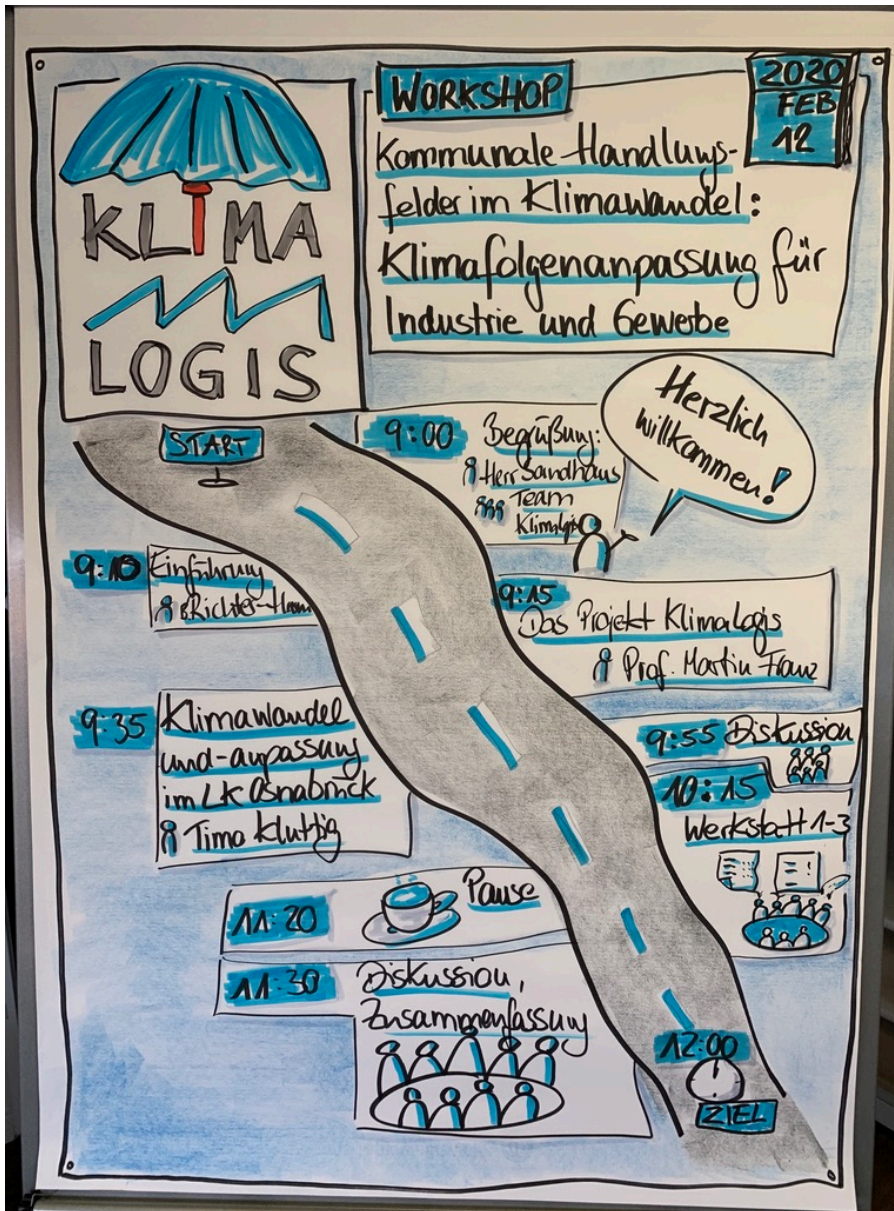 KLIMA
LOGIS
WORKSHOP
2020
FEB
12
Kommunale Handlungs-
felder im Klimawandel:
Klimafolgenanpassung für
Industrie und Gewerbe
START
9:00 Begrüßung:
Herr Sandhaus
Team
Klimalogis
Herzlich
willkommen!
9:10 Einführung
9:15
Das Projekt KlimaLogis
Prof. Martin Franz
9:35 Klimawandel
und -anpassung
im LK Osnabrück
Timo Kluttig
9:55 Diskussion
10:15
Werkstatt 1-3
11:20 Pause
11:30 Diskussion,
Zusammenfassung
12:00
ZIEL